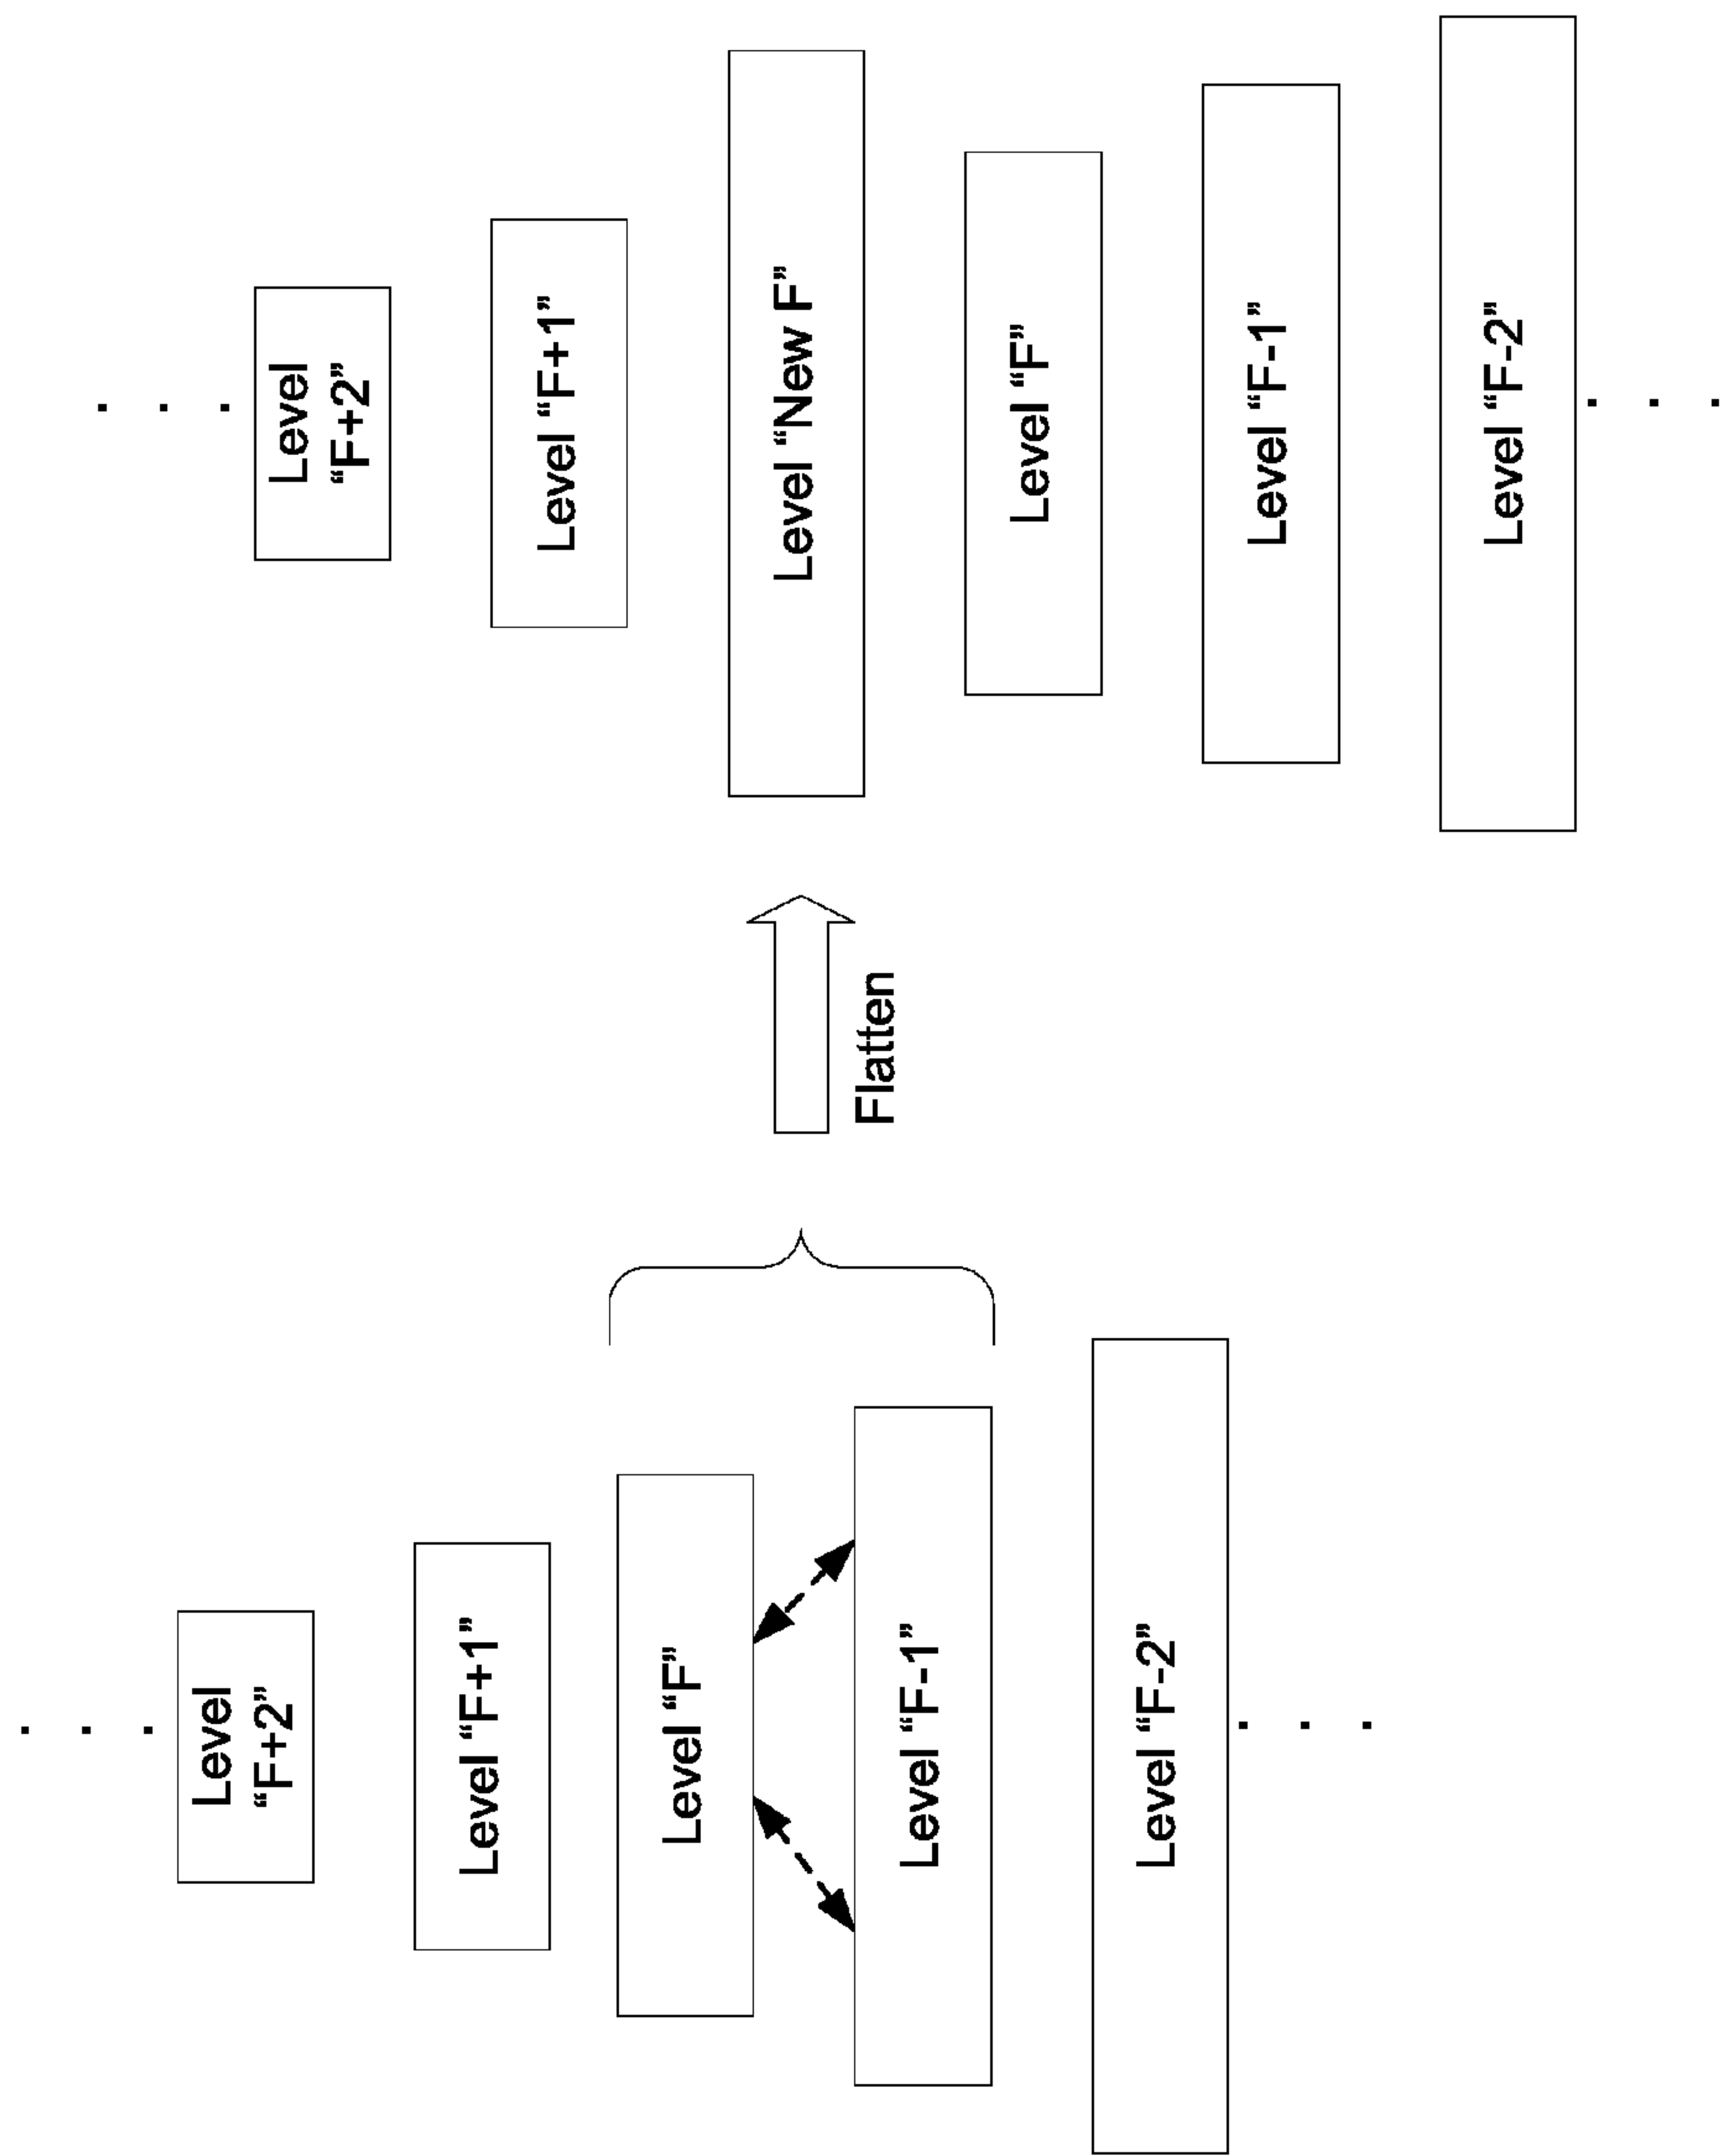 Level
“F+2”
Level “F+1”
Level “F”
Level “F-1”
Level “F-2”
Flatten
Level
“F+2”
Level “F+1”
Level “New F”
Level “F”
Level “F-1”
Level “F-2”